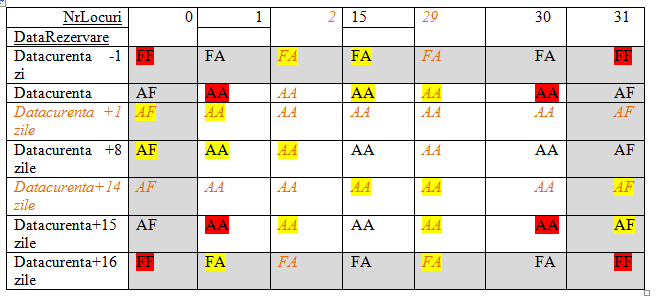 NrLocuri 0 1 2 15 29 30 31
DataRezervare
Datacurenta -1 FF FA FA FA FA FA FF
zi
Datacurenta AF AA AA AA AA AA AF
Datacurenta +1 AF AA AA AA AA AA AF
zile
Datacurenta +8 AF AA AA AA AA AA AF
zile
Datacurenta+14 AF AA AA AA AA AA AF
zile
Datacurenta+15 AF AA AA AA AA AA AF
zile
Datacurenta+16 FF FA FA FA FA FA FF
zile